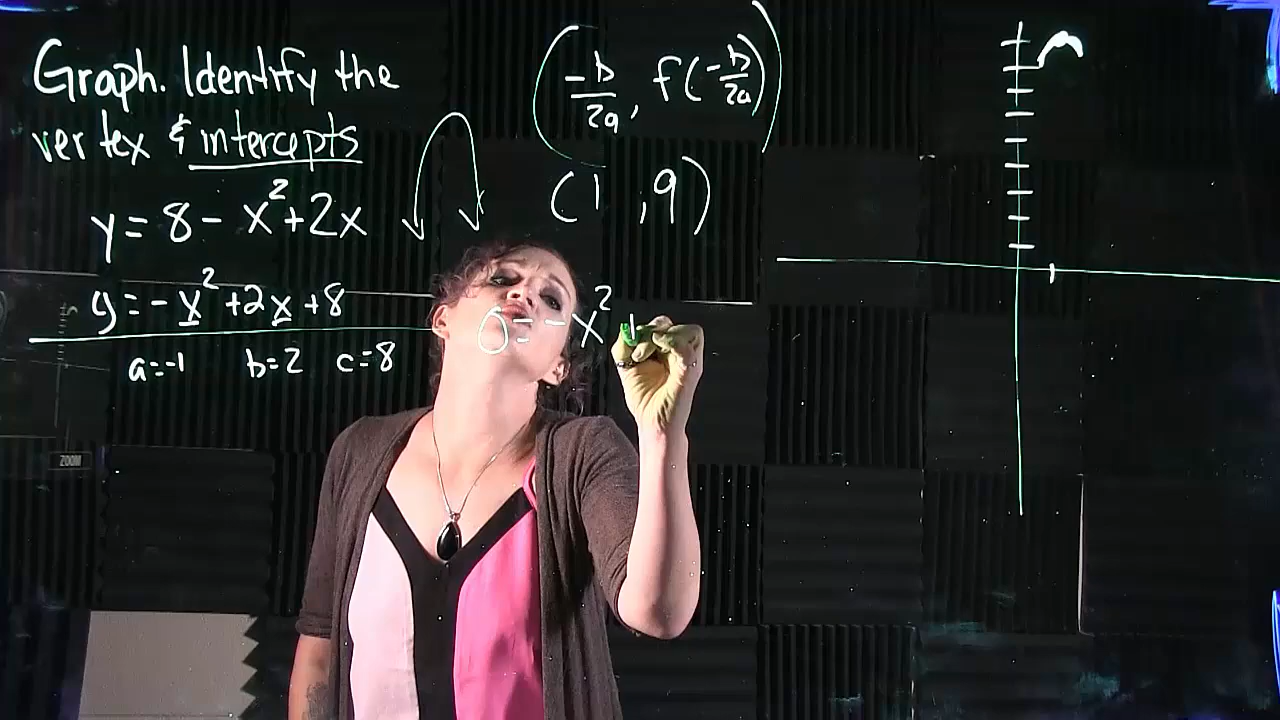 Graph. Identify the
vertex & intercepts
y = 8 - x² + 2x
y = -x² + 2x + 8
a=-1 b=2 c=8
(-b/2a, f(-b/2a))
(1, 9)
0 = -x² +
ZOOM